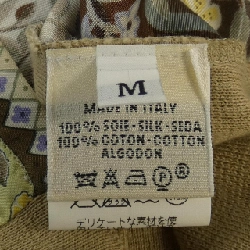 M
MADE IN ITALY
100% SOIE-SILK-SEDA
100% COTON-COTTON
ALGODON
P
デリケートな素材を使